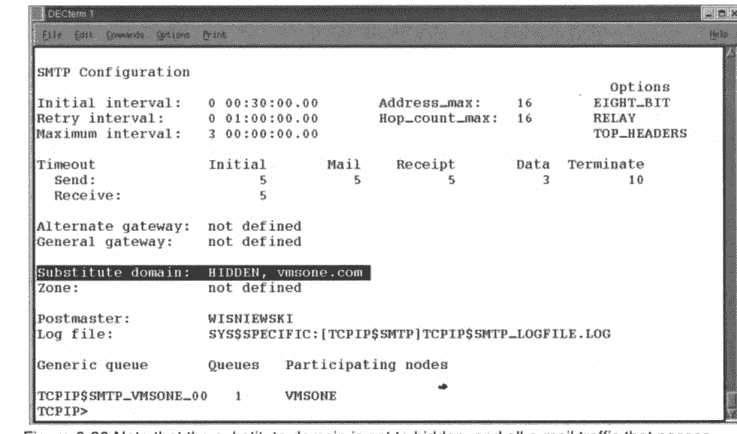 DECterm 1
File Edit Commands Options Print Help
SMTP Configuration
Options
Initial interval: 0 00:30:00.00 Address_max: 16 EIGHT_BIT
Retry interval: 0 01:00:00.00 Hop_count_max: 16 RELAY
Maximum interval: 3 00:00:00.00 TOP_HEADERS
Timeout Initial Mail Receipt Data Terminate
Send: 5 5 5 3 10
Receive: 5
Alternate gateway: not defined
General gateway: not defined
Substitute domain: HIDDEN, vmsone.com
Zone: not defined
Postmaster: WISNIEWSKI
Log file: SYS$SPECIFIC:[TCPIP$SMTP]TCPIP$SMTP_LOGFILE.LOG
Generic queue Queues Participating nodes
TCPIP$SMTP_VMSONE_00 1 VMSONE
TCPIP>